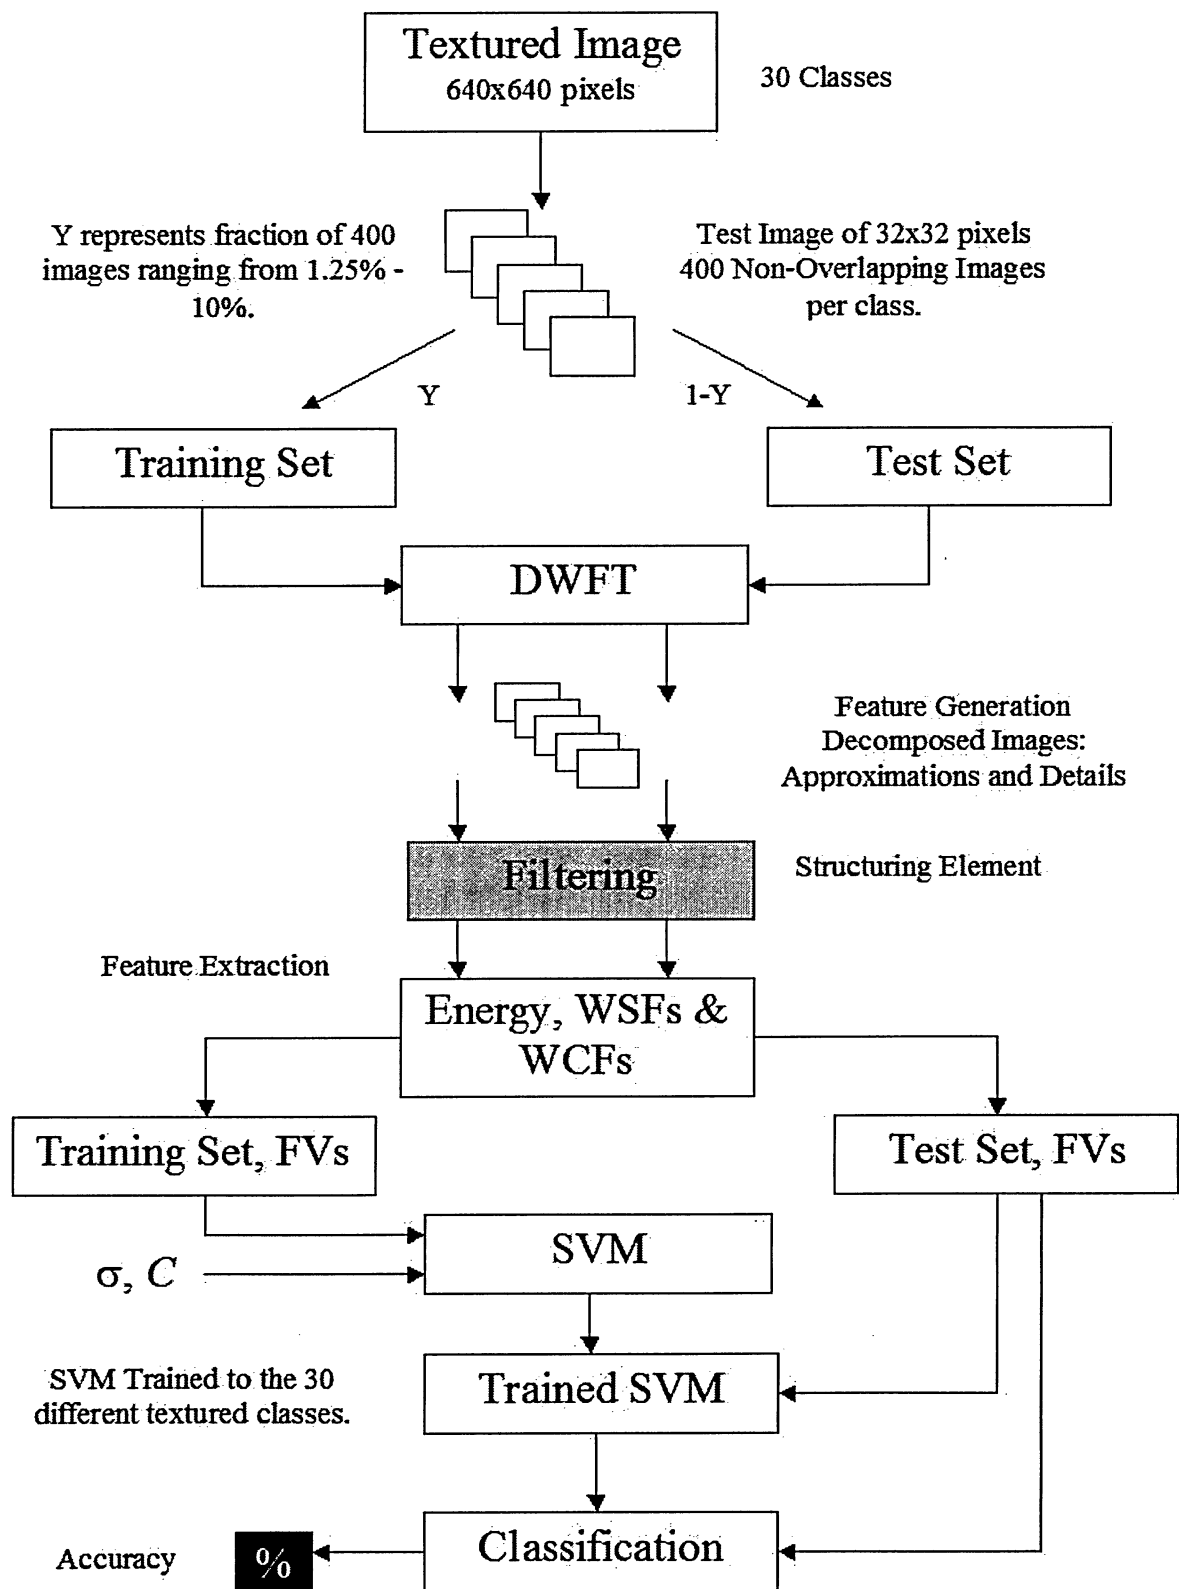 Textured Image
640x640 pixels
30 Classes
Y represents fraction of 400
images ranging from 1.25% -
10%.
Test Image of 32x32 pixels
400 Non-Overlapping Images
per class.
Y
1-Y
Training Set
Test Set
DWFT
Feature Generation
Decomposed Images:
Approximations and Details
Filtering
Structuring Element
Feature Extraction
Energy, WSFs &
WCFs
Training Set, FVs
Test Set, FVs
SVM
σ, C
SVM Trained to the 30
different textured classes.
Trained SVM
Classification
Accuracy
%